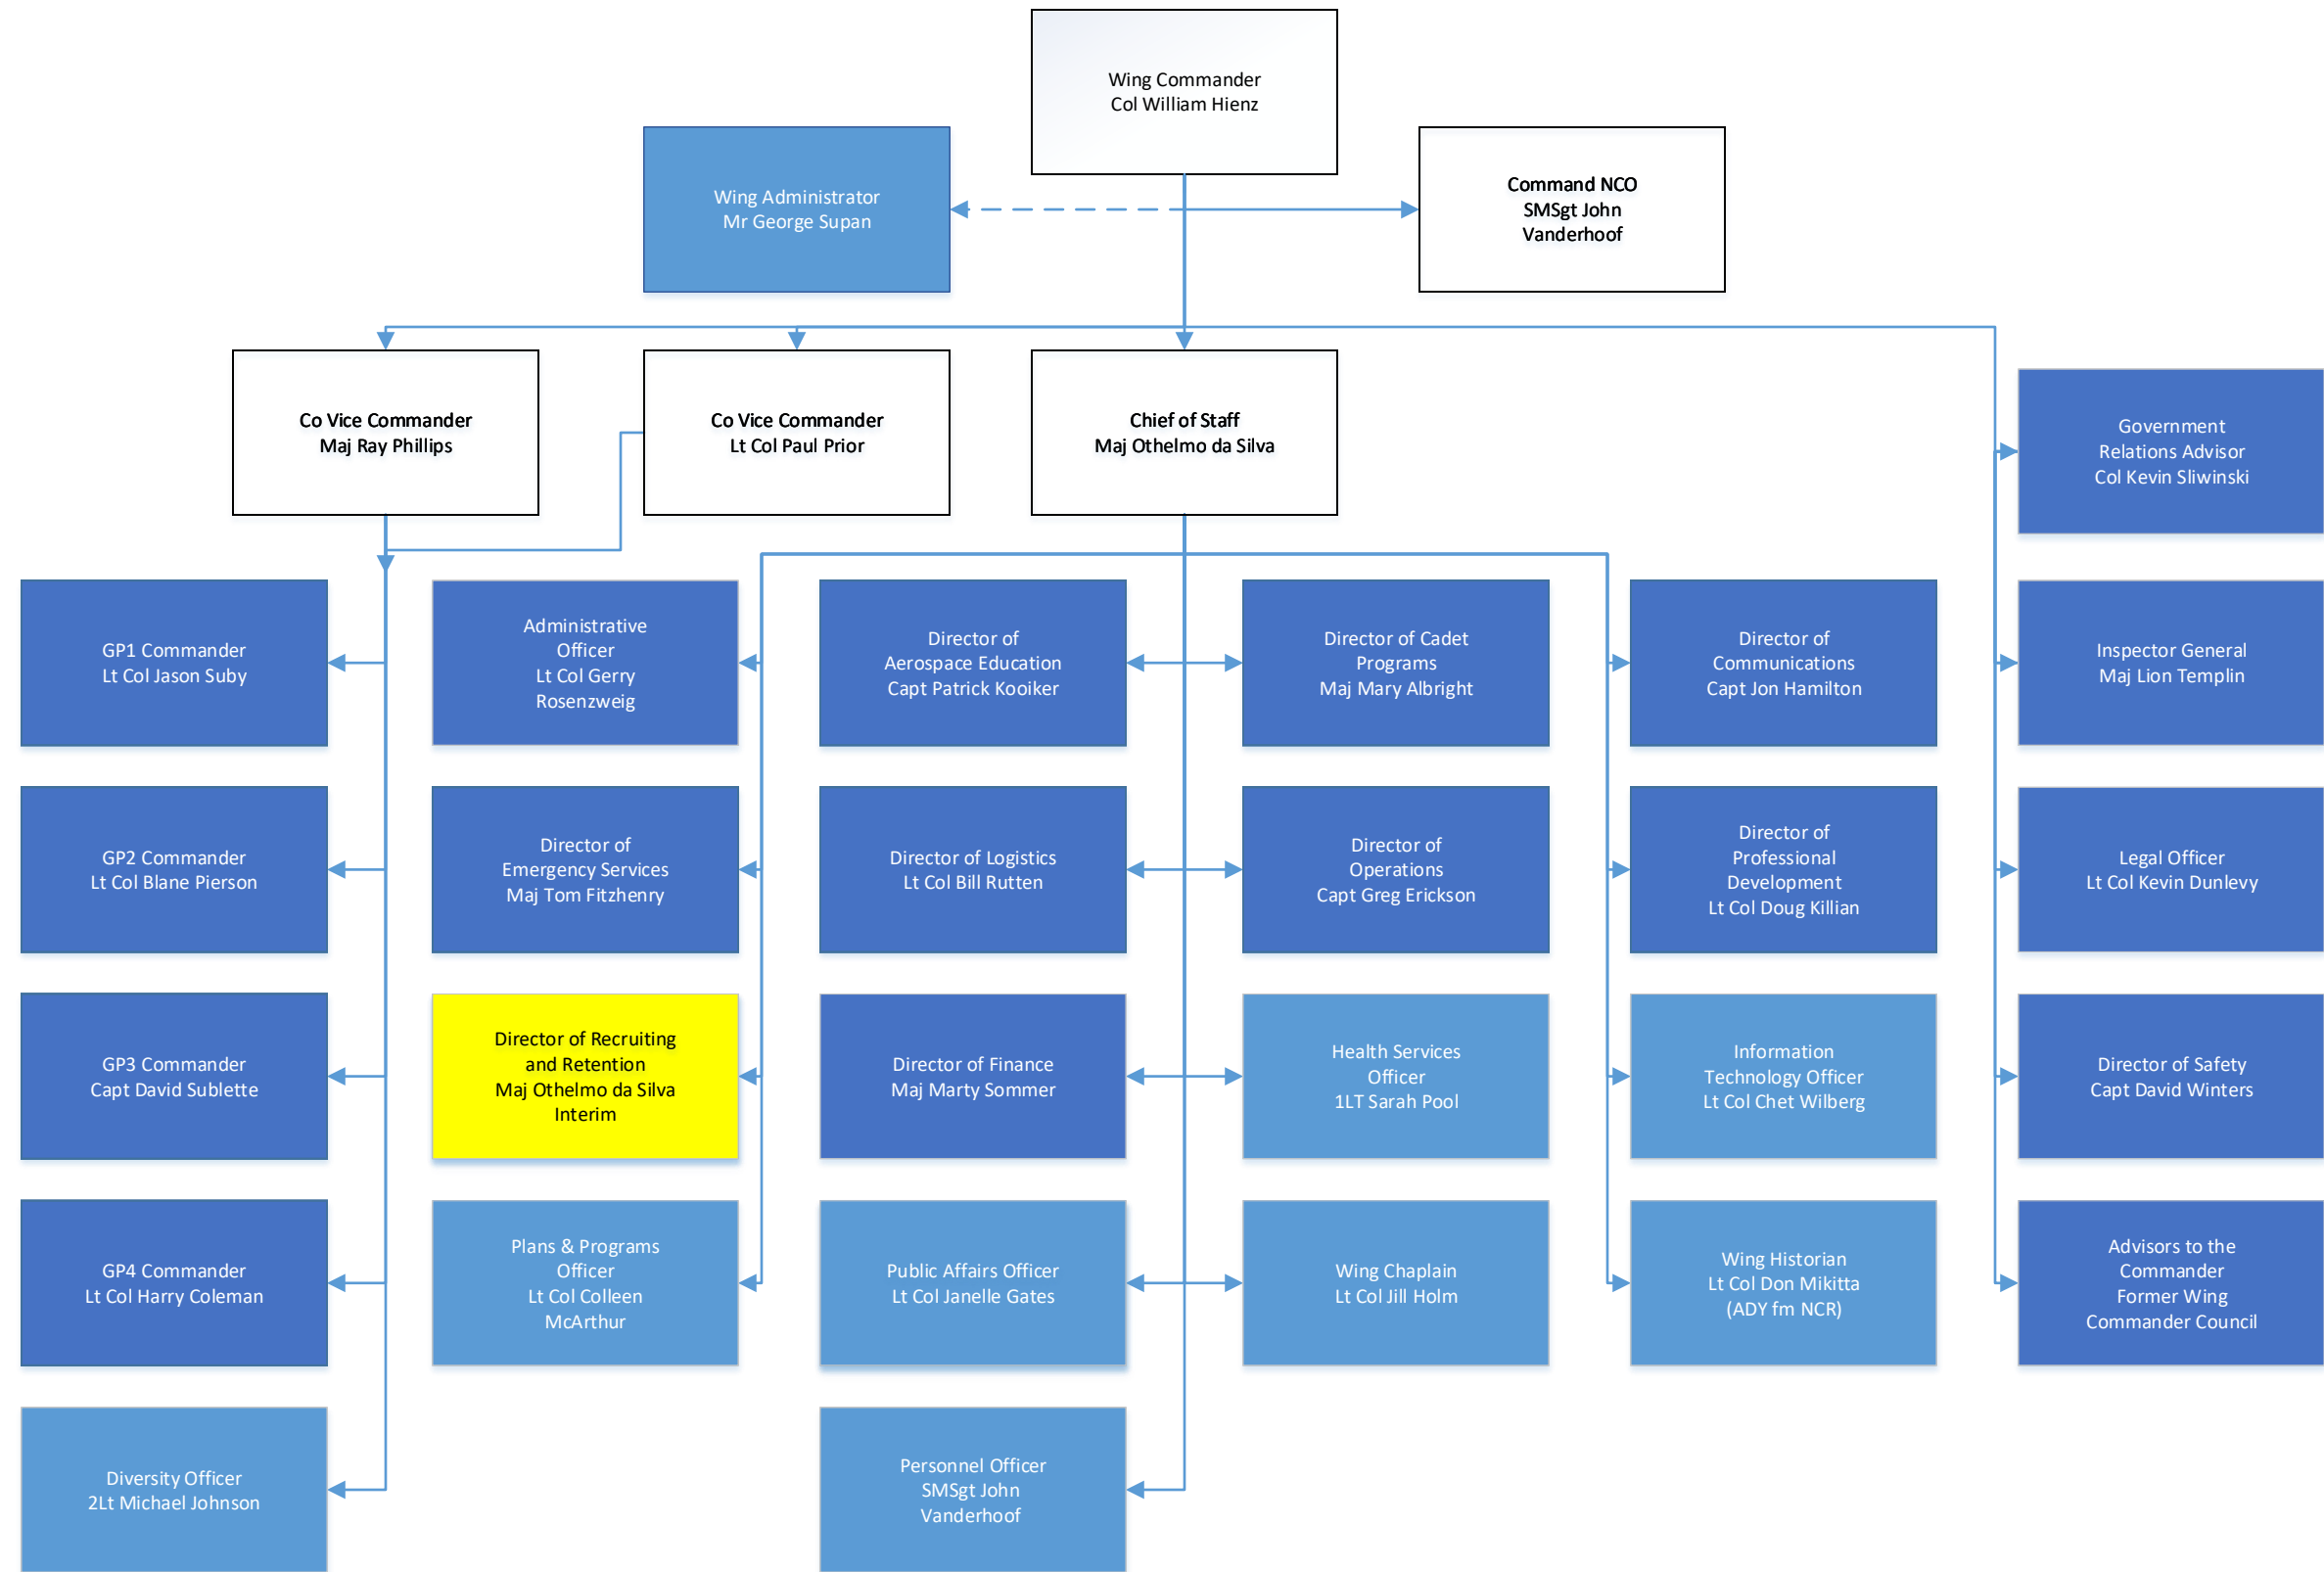 Wing Commander
Col William Hienz
Wing Administrator
Mr George Supan
Command NCO
SMSgt John
Vanderhoof
Co Vice Commander
Maj Ray Phillips
Co Vice Commander
Lt Col Paul Prior
Chief of Staff
Maj Othelmo da Silva
Government
Relations Advisor
Col Kevin Sliwinski
GP1 Commander
Lt Col Jason Suby
Administrative
Officer
Lt Col Gerry
Rosenzweig
Director of
Aerospace Education
Capt Patrick Kooiker
Director of Cadet
Programs
Maj Mary Albright
Director of
Communications
Capt Jon Hamilton
Inspector General
Maj Lion Templin
GP2 Commander
Lt Col Blane Pierson
Director of
Emergency Services
Maj Tom Fitzhenry
Director of Logistics
Lt Col Bill Rutten
Director of
Operations
Capt Greg Erickson
Director of
Professional
Development
Lt Col Doug Killian
Legal Officer
Lt Col Kevin Dunlevy
GP3 Commander
Capt David Sublette
Director of Recruiting
and Retention
Maj Othelmo da Silva
Interim
Director of Finance
Maj Marty Sommer
Health Services
Officer
1LT Sarah Pool
Information
Technology Officer
Lt Col Chet Wilberg
Director of Safety
Capt David Winters
GP4 Commander
Lt Col Harry Coleman
Plans & Programs
Officer
Lt Col Colleen
McArthur
Public Affairs Officer
Lt Col Janelle Gates
Wing Chaplain
Lt Col Jill Holm
Wing Historian
Lt Col Don Mikitta
(ADY fm NCR)
Advisors to the
Commander
Former Wing
Commander Council
Diversity Officer
2Lt Michael Johnson
Personnel Officer
SMSgt John
Vanderhoof